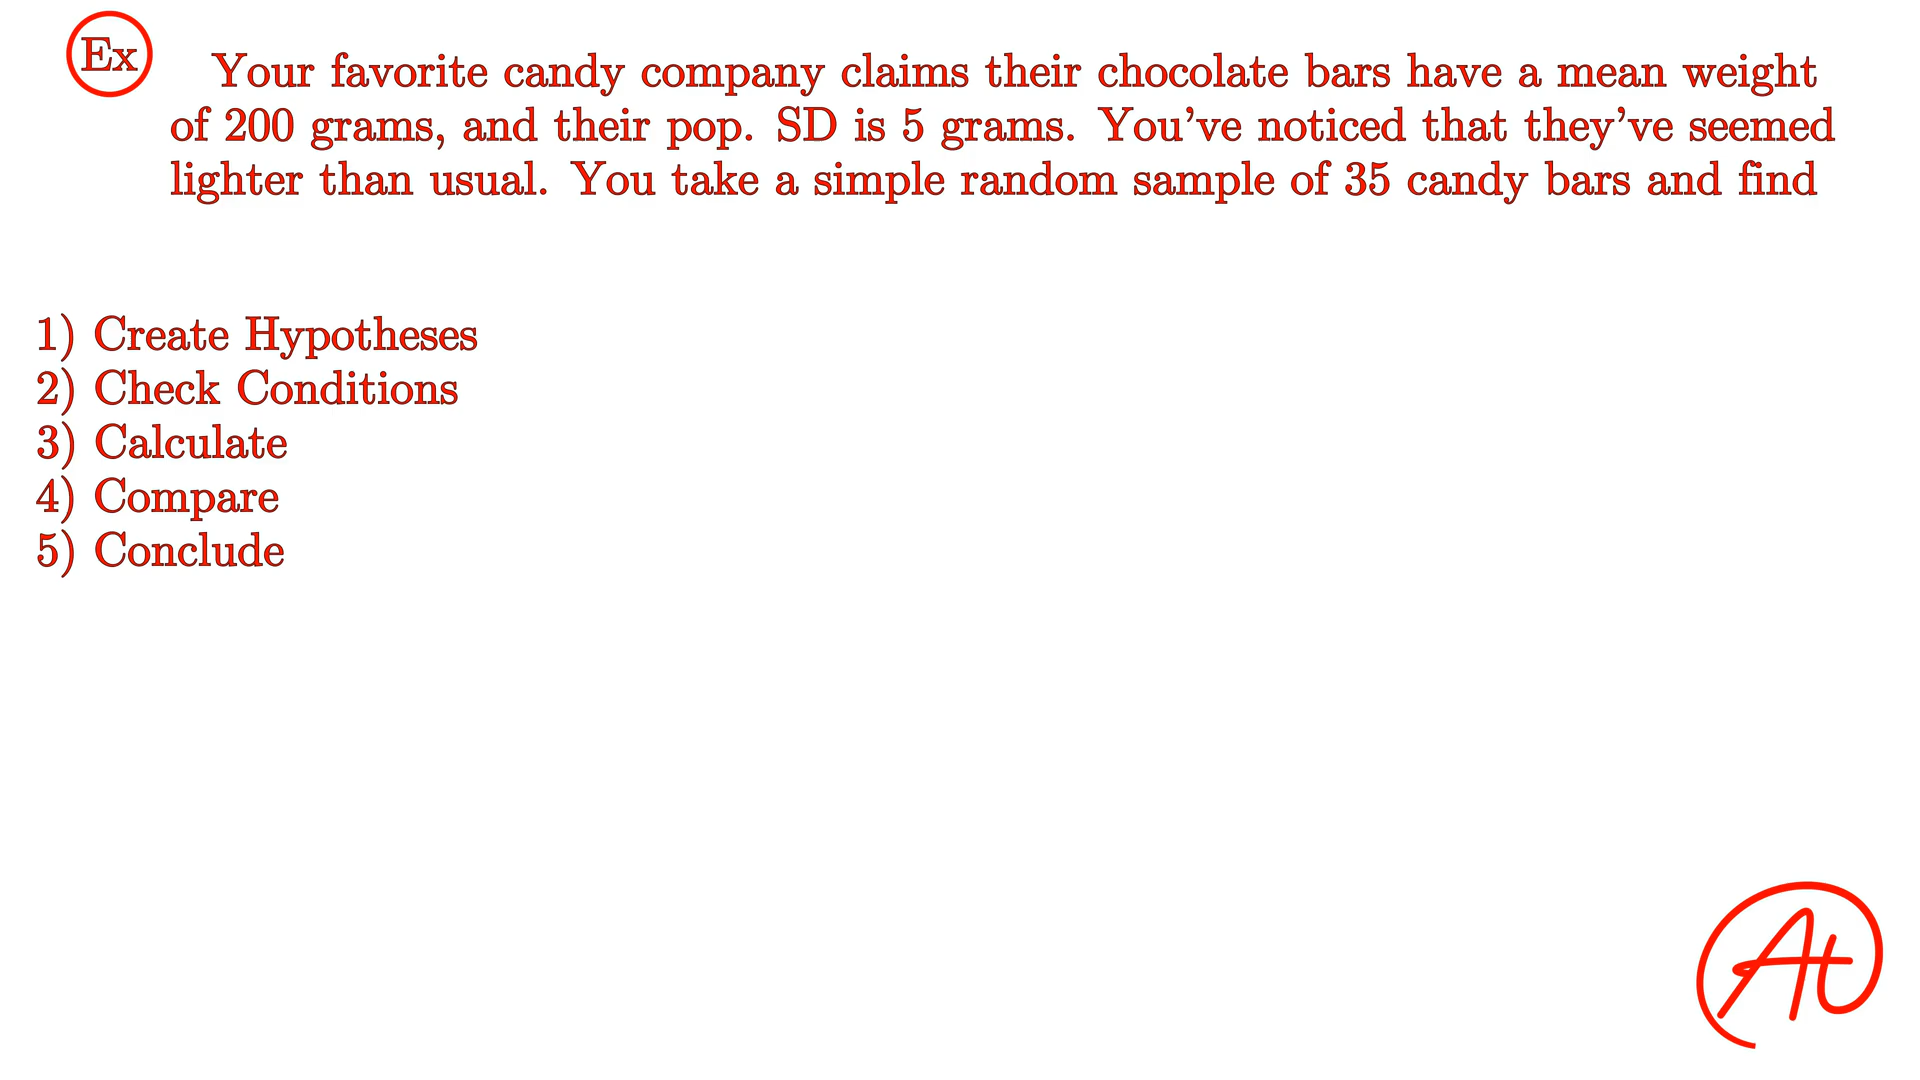 Ex
Your favorite candy company claims their chocolate bars have a mean weight
of 200 grams, and their pop. SD is 5 grams. You’ve noticed that they’ve seemed
lighter than usual. You take a simple random sample of 35 candy bars and find
1) Create Hypotheses
2) Check Conditions
3) Calculate
4) Compare
5) Conclude
At